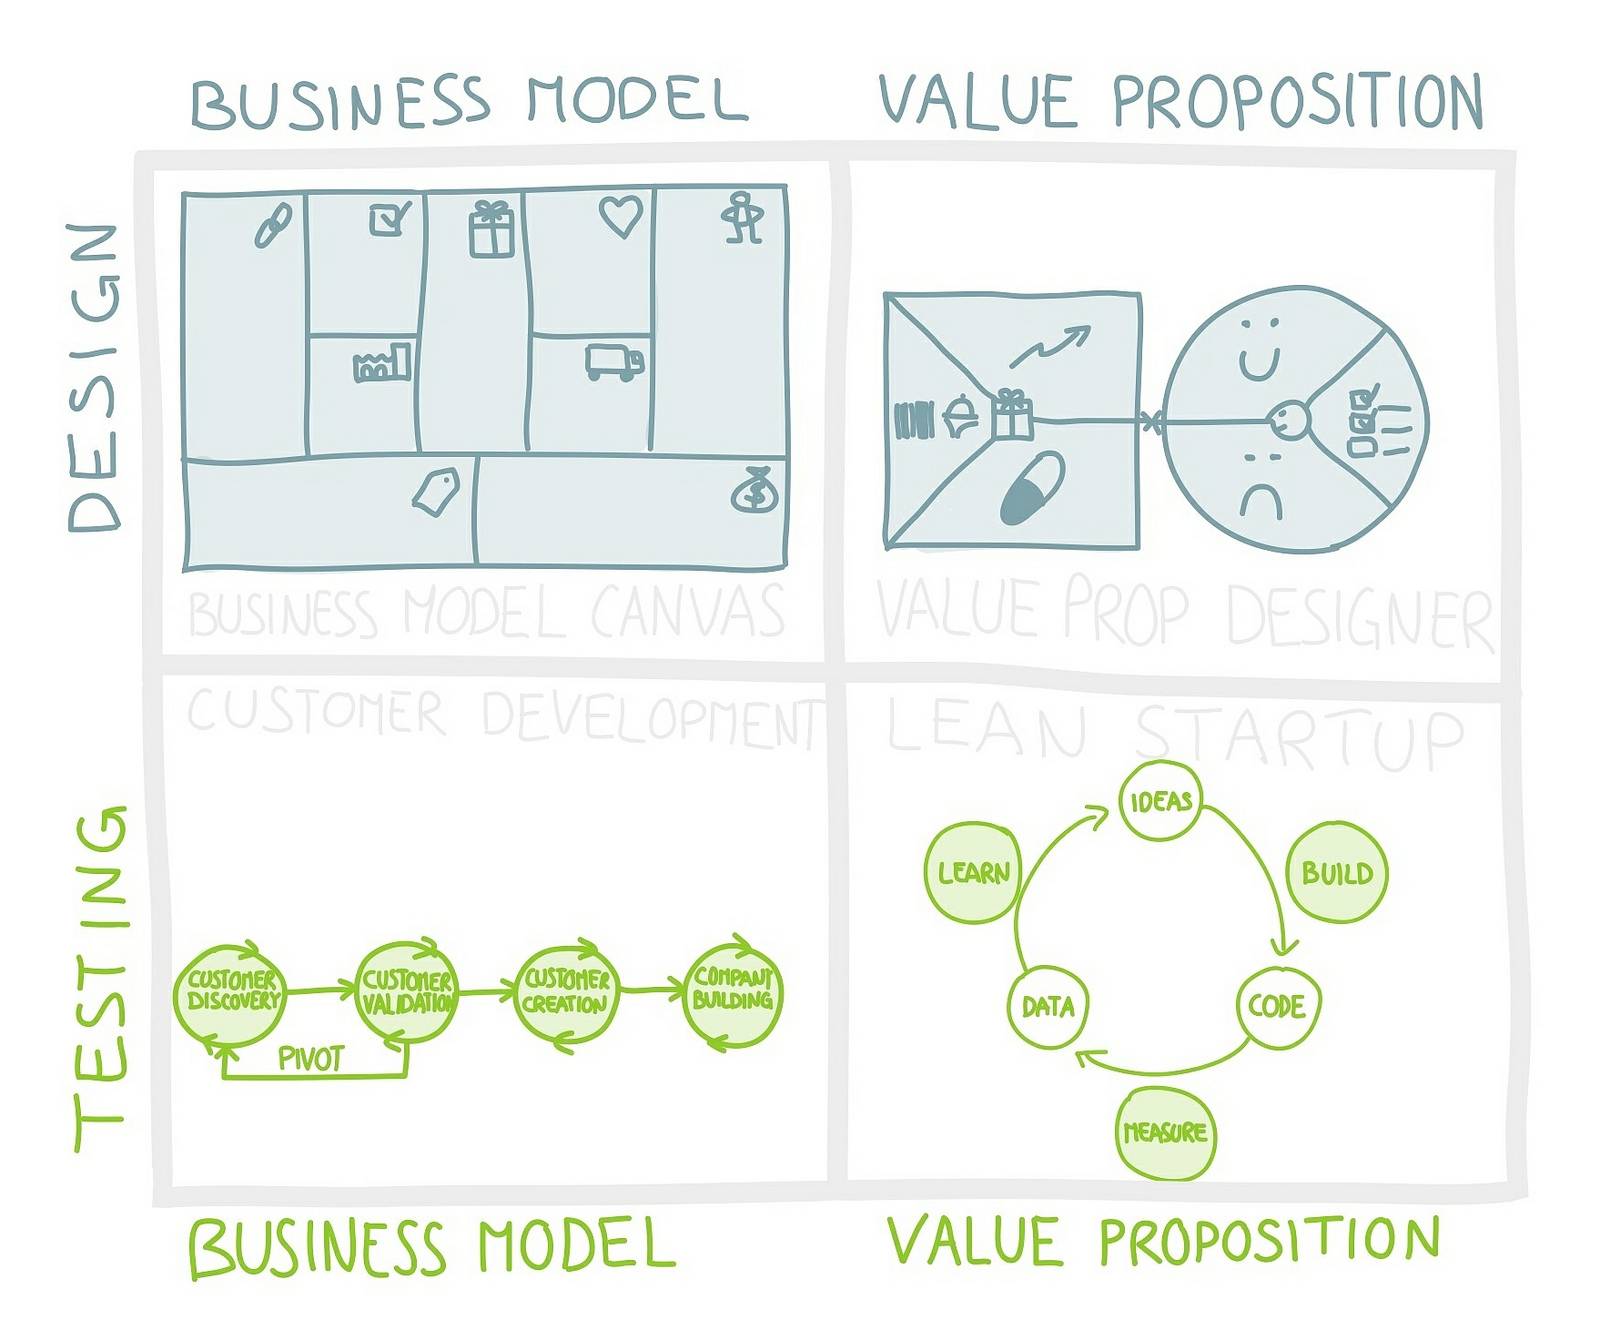 BUSINESS MODEL
VALUE PROPOSITION
DESIGN
$
BUSINESS MODEL CANVAS
VALUE PROP DESIGNER
CUSTOMER DEVELOPMENT
LEAN STARTUP
TESTING
CUSTOMER
DISCOVERY
CUSTOMER
VALIDATION
CUSTOMER
CREATION
COMPANY
BUILDING
PIVOT
IDEAS
LEARN
BUILD
DATA
CODE
MEASURE
BUSINESS MODEL
VALUE PROPOSITION